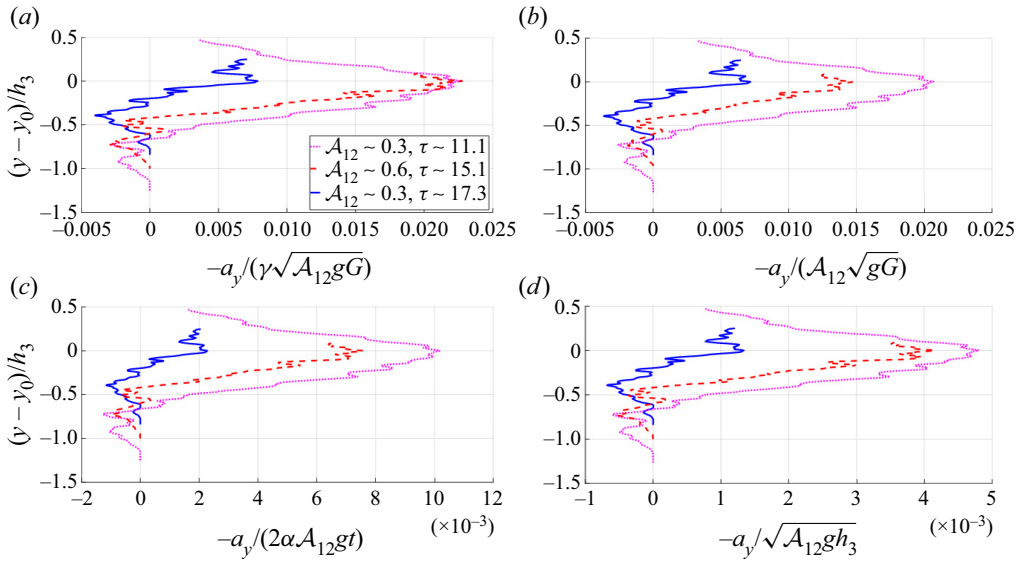 (a)
(b)
0.5
0
−0.5
−1.0
−1.5
(y − y₀)/h₃
𝒜₁₂ ~ 0.3, τ ~ 11.1
𝒜₁₂ ~ 0.6, τ ~ 15.1
𝒜₁₂ ~ 0.3, τ ~ 17.3
−0.005 0 0.005 0.010 0.015 0.020 0.025
−a_y/(γ√(𝒜₁₂gG))
0.5
0
−0.5
−1.0
−1.5
−0.005 0 0.005 0.010 0.015 0.020 0.025
−a_y/(𝒜₁₂√(gG))
(c)
(d)
0.5
0
−0.5
−1.0
−1.5
(y − y₀)/h₃
−2 0 2 4 6 8 10 12
(×10⁻³)
−a_y/(2α𝒜₁₂gt)
0.5
0
−0.5
−1.0
−1.5
−1 0 1 2 3 4 5
(×10⁻³)
−a_y/√(𝒜₁₂gh₃)